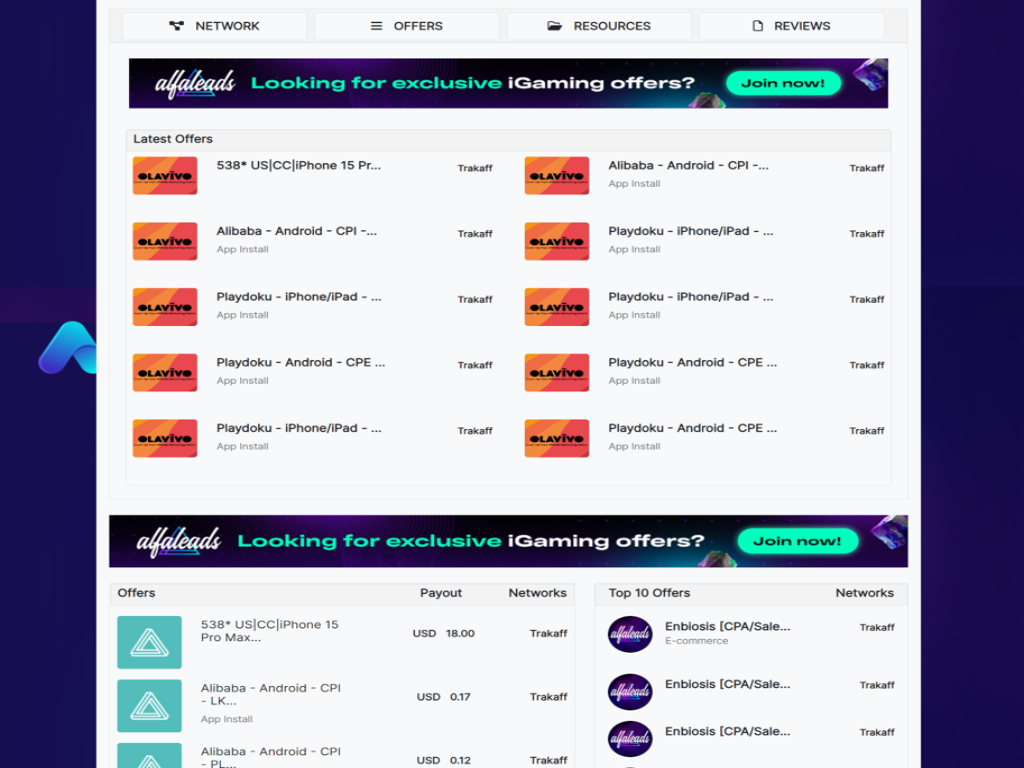 NETWORK
OFFERS
RESOURCES
REVIEWS
alfaleads Looking for exclusive iGaming offers? Join now!
Latest Offers
OLAVIVO 538* US|CC|iPhone 15 Pr... Trakaff
OLAVIVO Alibaba - Android - CPI -... Trakaff
App Install
OLAVIVO Alibaba - Android - CPI -... Trakaff
App Install
OLAVIVO Playdoku - iPhone/iPad - ... Trakaff
App Install
OLAVIVO Playdoku - iPhone/iPad - ... Trakaff
App Install
OLAVIVO Playdoku - iPhone/iPad - ... Trakaff
App Install
OLAVIVO Playdoku - Android - CPE ... Trakaff
App Install
OLAVIVO Playdoku - Android - CPE ... Trakaff
App Install
OLAVIVO Playdoku - iPhone/iPad - ... Trakaff
App Install
OLAVIVO Playdoku - Android - CPE ... Trakaff
App Install
alfaleads Looking for exclusive iGaming offers? Join now!
Offers Payout Networks
538* US|CC|iPhone 15
Pro Max... USD 18.00 Trakaff
Alibaba - Android - CPI
- LK... USD 0.17 Trakaff
App Install
Alibaba - Android - CPI
- PL... USD 0.12 Trakaff
Top 10 Offers Networks
alfaleads Enbiosis [CPA/Sale... Trakaff
E-commerce
alfaleads Enbiosis [CPA/Sale... Trakaff
alfaleads Enbiosis [CPA/Sale... Trakaff